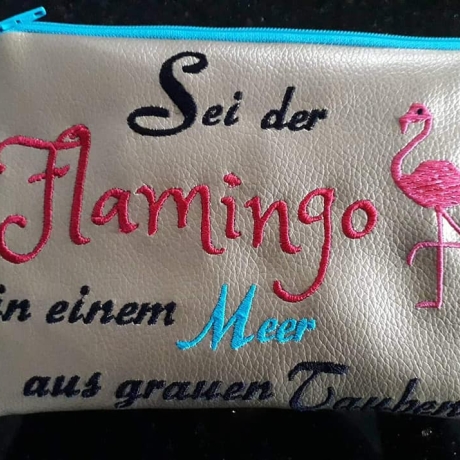 Sei der
Flamingo
in einem Meer
aus grauen Tauben